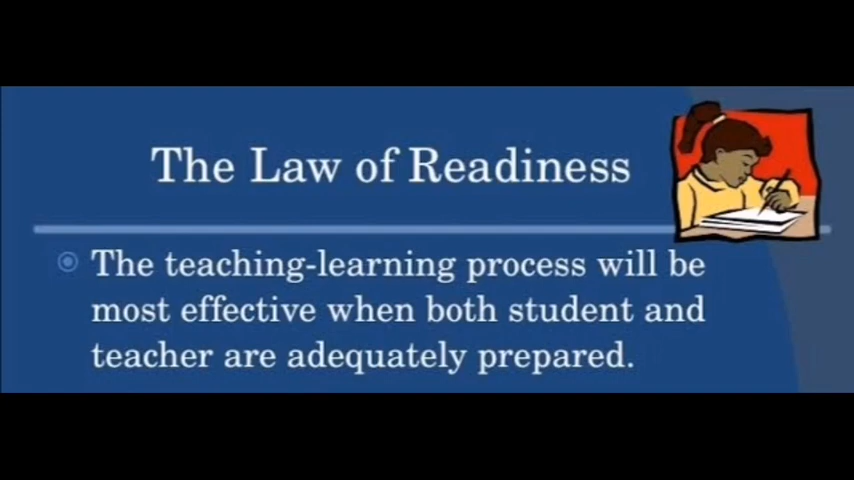 The Law of Readiness
The teaching-learning process will be
most effective when both student and
teacher are adequately prepared.